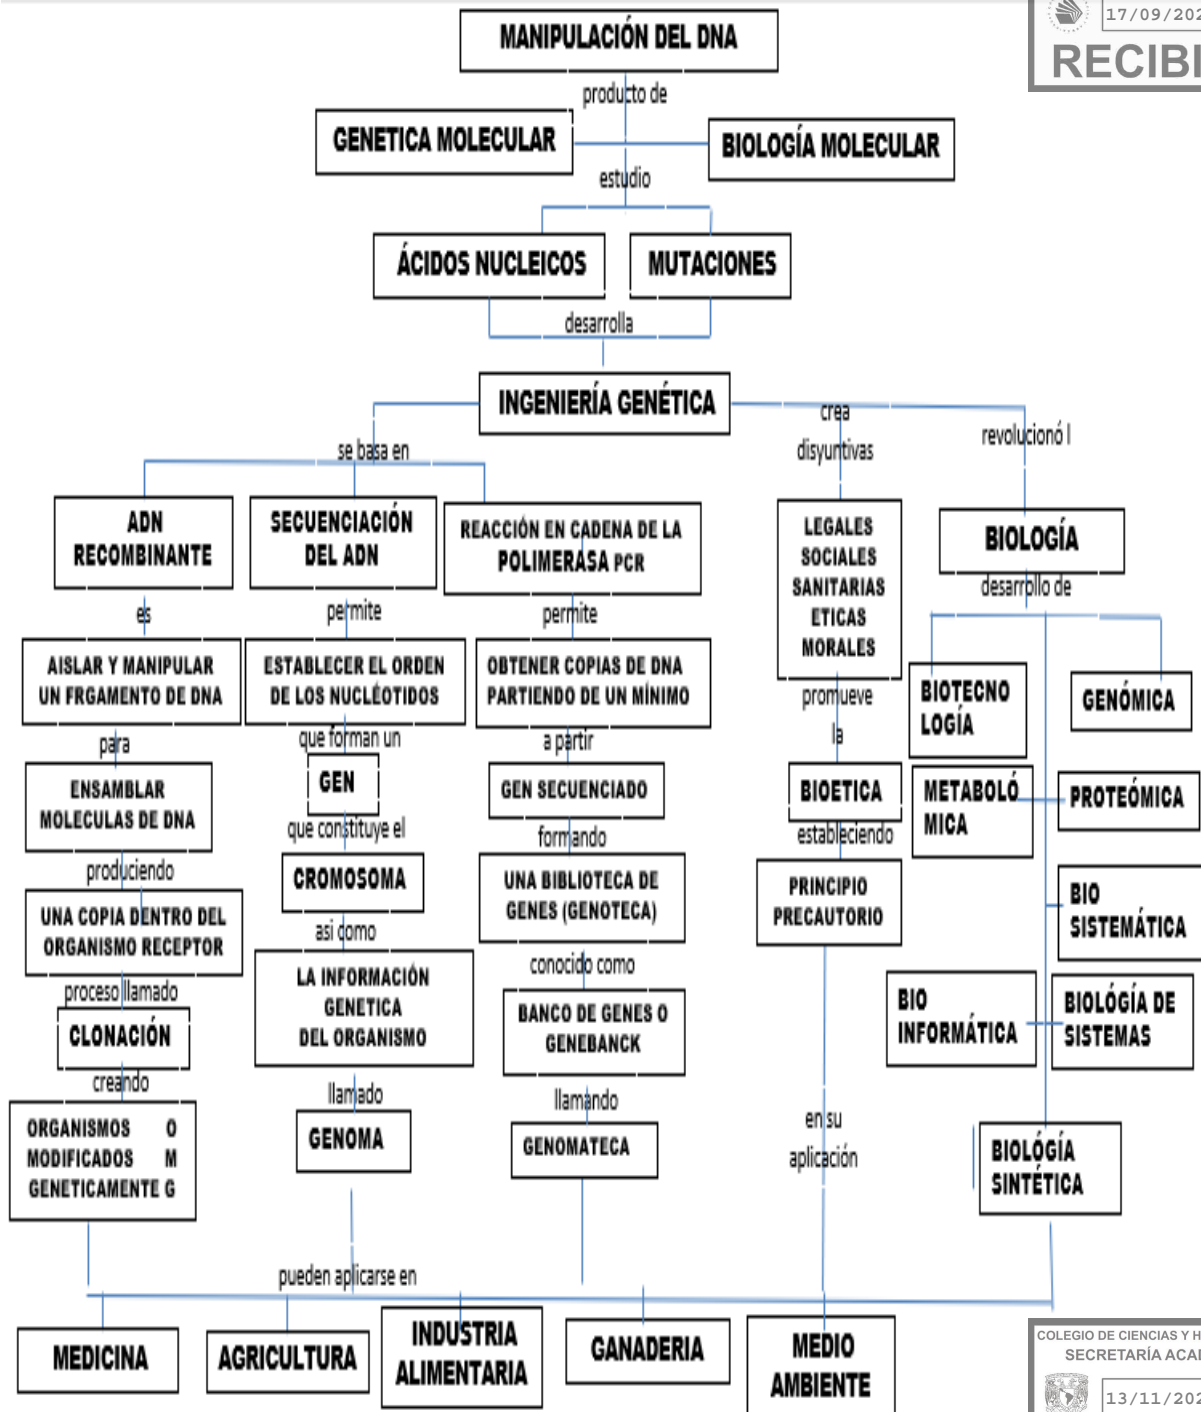 17/09/202
RECIBI
MANIPULACIÓN DEL DNA
producto de
GENETICA MOLECULAR
BIOLOGÍA MOLECULAR
estudio
ÁCIDOS NUCLEICOS
MUTACIONES
desarrolla
INGENIERÍA GENÉTICA
se basa en
crea
disyuntivas
revolucionó l
ADN
RECOMBINANTE
SECUENCIACIÓN
DEL ADN
REACCIÓN EN CADENA DE LA
POLIMERASA PCR
LEGALES
SOCIALES
SANITARIAS
ETICAS
MORALES
BIOLOGÍA
es
permite
permite
desarrollo de
AISLAR Y MANIPULAR
UN FRGAMENTO DE DNA
ESTABLECER EL ORDEN
DE LOS NUCLÉOTIDOS
OBTENER COPIAS DE DNA
PARTIENDO DE UN MÍNIMO
promueve
la
BIOTECNO
LOGÍA
GENÓMICA
para
que forman un
a partir
ENSAMBLAR
MOLECULAS DE DNA
GEN
GEN SECUENCIADO
BIOETICA
METABOLÓ
MICA
PROTEÓMICA
produciendo
que constituye el
formando
estableciendo
UNA COPIA DENTRO DEL
ORGANISMO RECEPTOR
CROMOSOMA
UNA BIBLIOTECA DE
GENES (GENOTECA)
PRINCIPIO
PRECAUTORIO
BIO
SISTEMÁTICA
proceso llamado
asi como
conocido como
CLONACIÓN
LA INFORMACIÓN
GENETICA
DEL ORGANISMO
BANCO DE GENES O
GENEBANCK
BIO
INFORMÁTICA
BIOLÓGÍA DE
SISTEMAS
creando
llamado
llamando
en su
aplicación
ORGANISMOS O
MODIFICADOS M
GENETICAMENTE G
GENOMA
GENOMATECA
BIOLÓGÍA
SINTÉTICA
pueden aplicarse en
MEDICINA
AGRICULTURA
INDUSTRIA
ALIMENTARIA
GANADERIA
MEDIO
AMBIENTE
COLEGIO DE CIENCIAS Y H
SECRETARÍA ACA
13/11/202